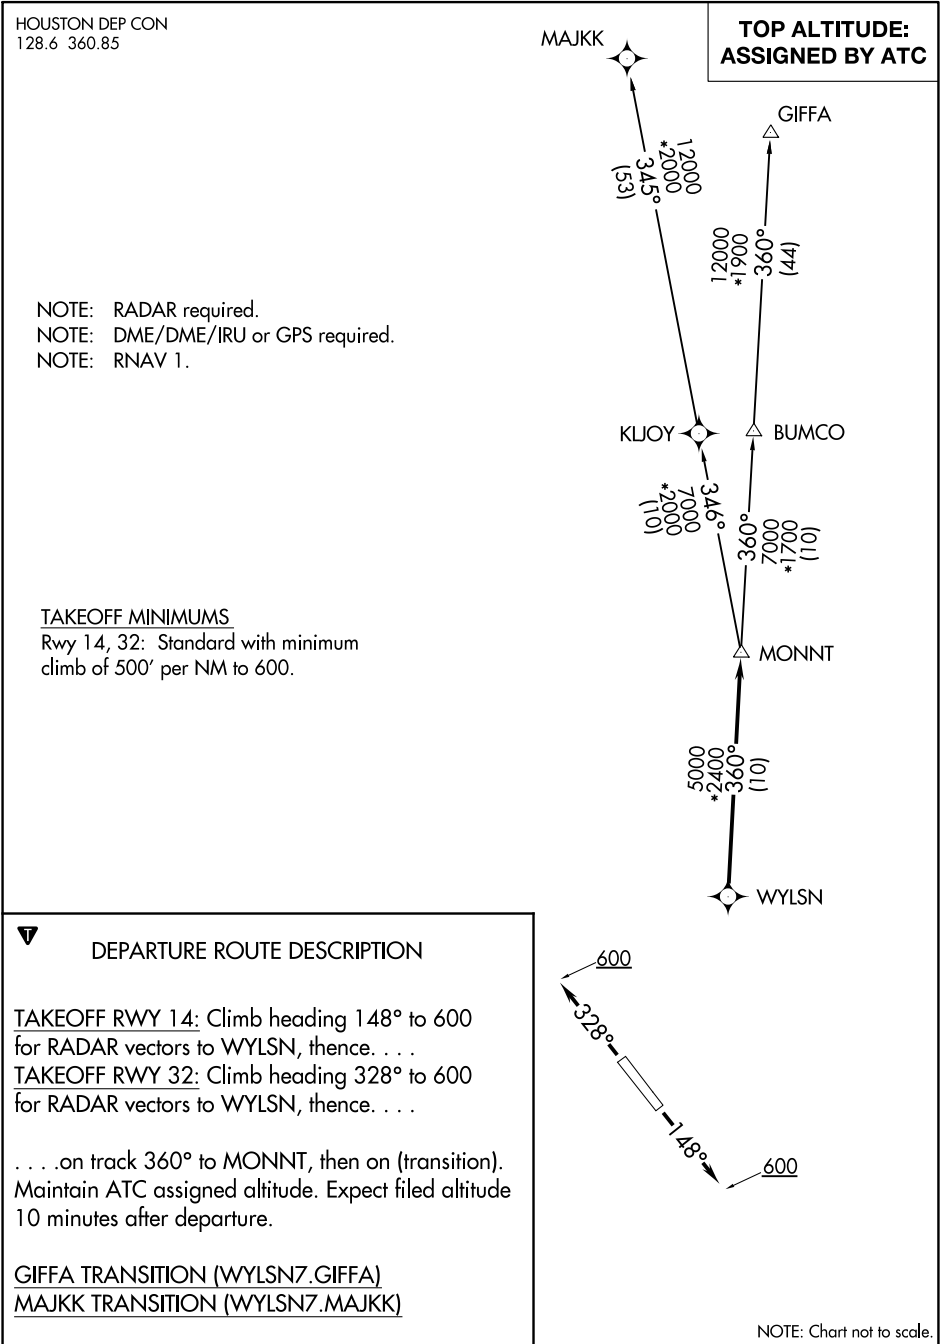 HOUSTON DEP CON
128.6 360.85
TOP ALTITUDE:
ASSIGNED BY ATC
MAJKK
GIFFA
12000
*2000
345°
(53)
12000
*1900
360°
(44)
NOTE: RADAR required.
NOTE: DME/DME/IRU or GPS required.
NOTE: RNAV 1.
KIJOY
BUMCO
346°
7000
*2000
(10)
360°
7000
*1700
(10)
TAKEOFF MINIMUMS
Rwy 14, 32: Standard with minimum
climb of 500' per NM to 600.
MONNT
5000
*2400
360°
(10)
WYLSN
T
DEPARTURE ROUTE DESCRIPTION
TAKEOFF RWY 14: Climb heading 148° to 600
for RADAR vectors to WYLSN, thence. . . .
TAKEOFF RWY 32: Climb heading 328° to 600
for RADAR vectors to WYLSN, thence. . . .
. . . .on track 360° to MONNT, then on (transition).
Maintain ATC assigned altitude. Expect filed altitude
10 minutes after departure.
GIFFA TRANSITION (WYLSN7.GIFFA)
MAJKK TRANSITION (WYLSN7.MAJKK)
600
328°
148°
600
NOTE: Chart not to scale.